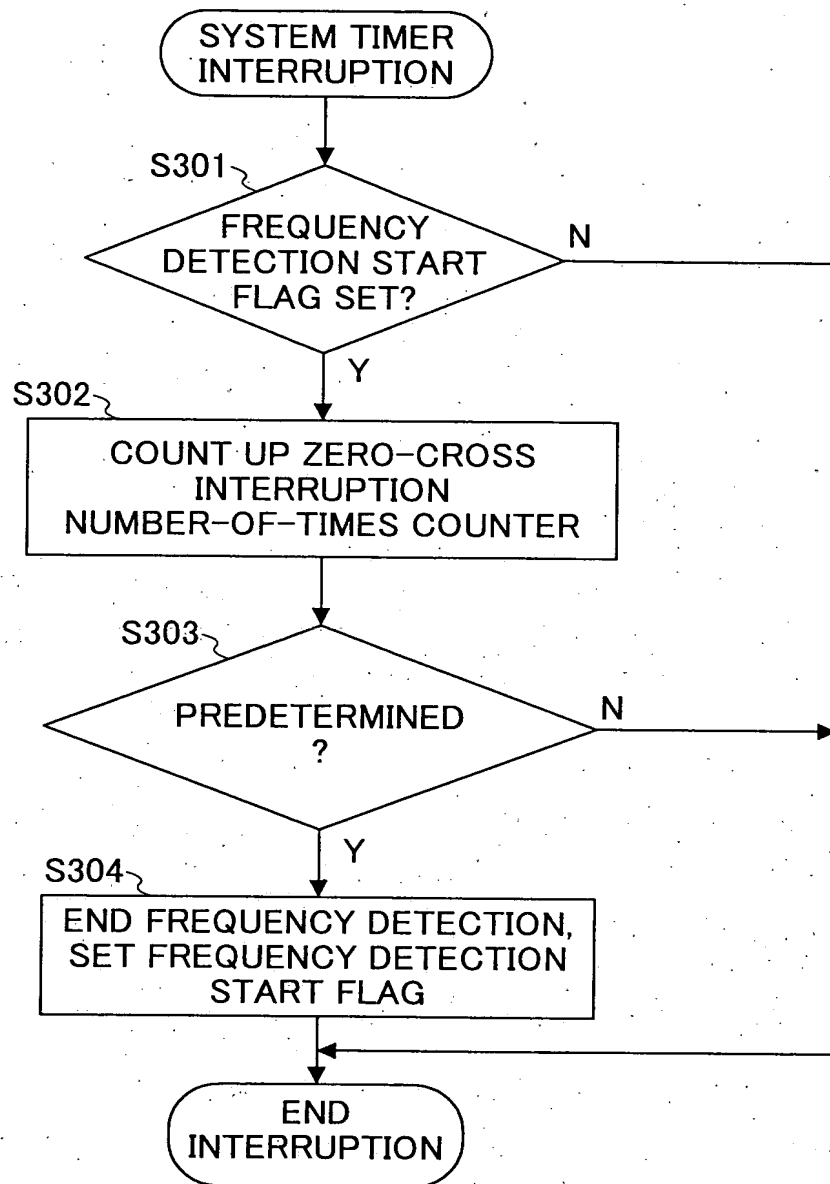 SYSTEM TIMER
INTERRUPTION
S301
FREQUENCY
DETECTION START
FLAG SET?
N
Y
S302
COUNT UP ZERO-CROSS
INTERRUPTION
NUMBER-OF-TIMES COUNTER
S303
PREDETERMINED
?
N
Y
S304
END FREQUENCY DETECTION,
SET FREQUENCY DETECTION
START FLAG
END
INTERRUPTION